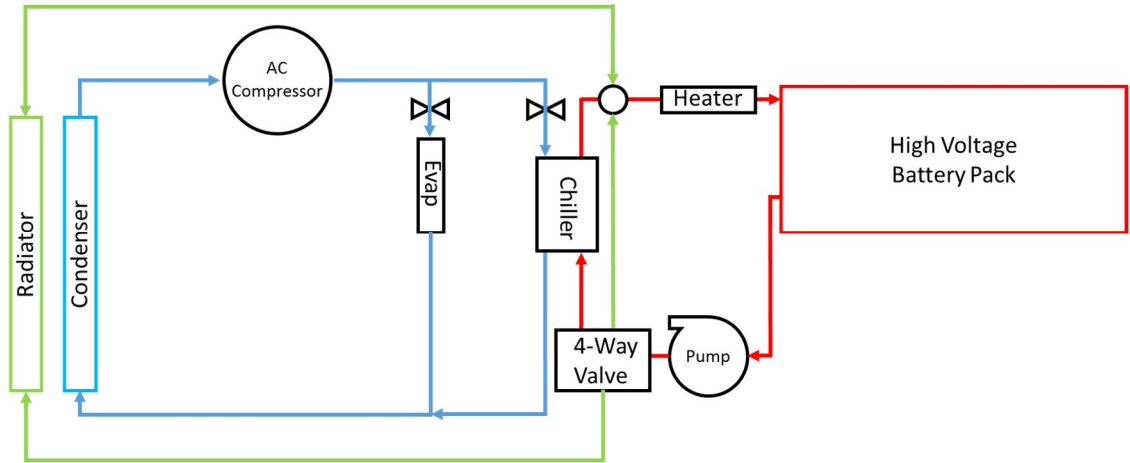 AC
Compressor
Heater
High Voltage
Battery Pack
Evap
Chiller
Radiator
Condenser
4-Way
Valve
Pump